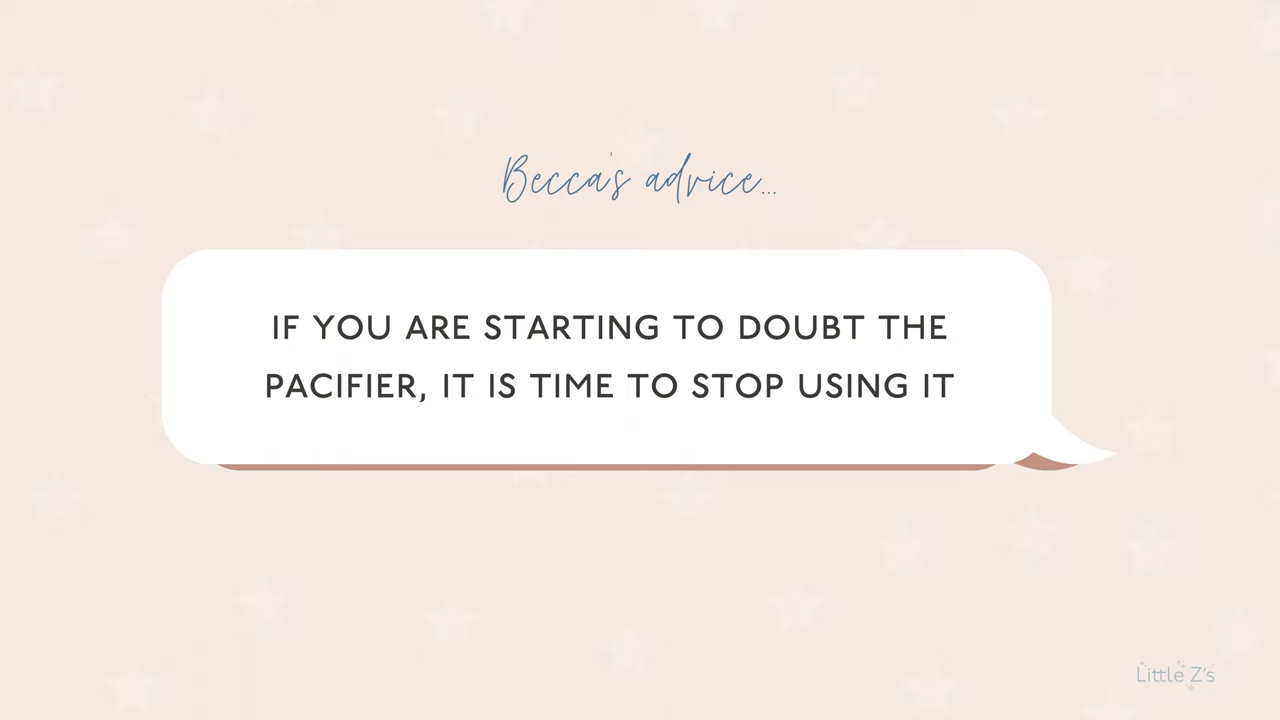 Becca's advice...
IF YOU ARE STARTING TO DOUBT THE
PACIFIER, IT IS TIME TO STOP USING IT
Little Z's